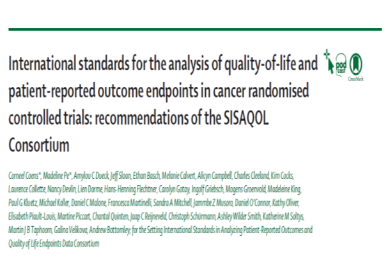 International standards for the analysis of quality-of-life and
patient-reported outcome endpoints in cancer randomised
controlled trials: recommendations of the SISAQOL
Consortium
Corneel Coens*, Madeline Pe*, Amylou C Dueck, Jeff Sloan, Ethan Basch, Melanie Calvert, Alicyn Campbell, Charles Cleeland, Kim Cocks,
Laurence Collette, Nancy Devlin, Lien Dorme, Hans-Henning Flechtner, Carolyn Gotay, Ingolf Griebsch, Mogens Groenvold, Madeleine King,
Paul G Kluetz, Michael Koller, Daniel C Malone, Francesca Martinelli, Sandra A Mitchell, Jammbe Z Musoro, Daniel O'Connor, Kathy Oliver,
Elisabeth Piault-Louis, Martine Piccart, Chantal Quinten, Jaap C Reijneveld, Christoph Schürmann, Ashley Wilder Smith, Katherine M Soltys,
Martin J B Taphoorn, Galina Velikova, Andrew Bottomley; for the Setting International Standards in Analyzing Patient-Reported Outcomes and
Quality of Life Endpoints Data Consortium